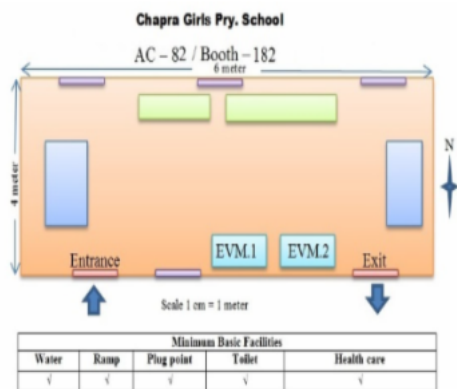 Chapra Girls Pry. School
AC – 82 / Booth – 182
6 meter
4 meter
N
EVM.1 EVM.2
Entrance Exit
Scale 1 cm = 1 meter
Minimum Basic Facilities
Water Ramp Plug point Toilet Health care
√ √ √ √ √